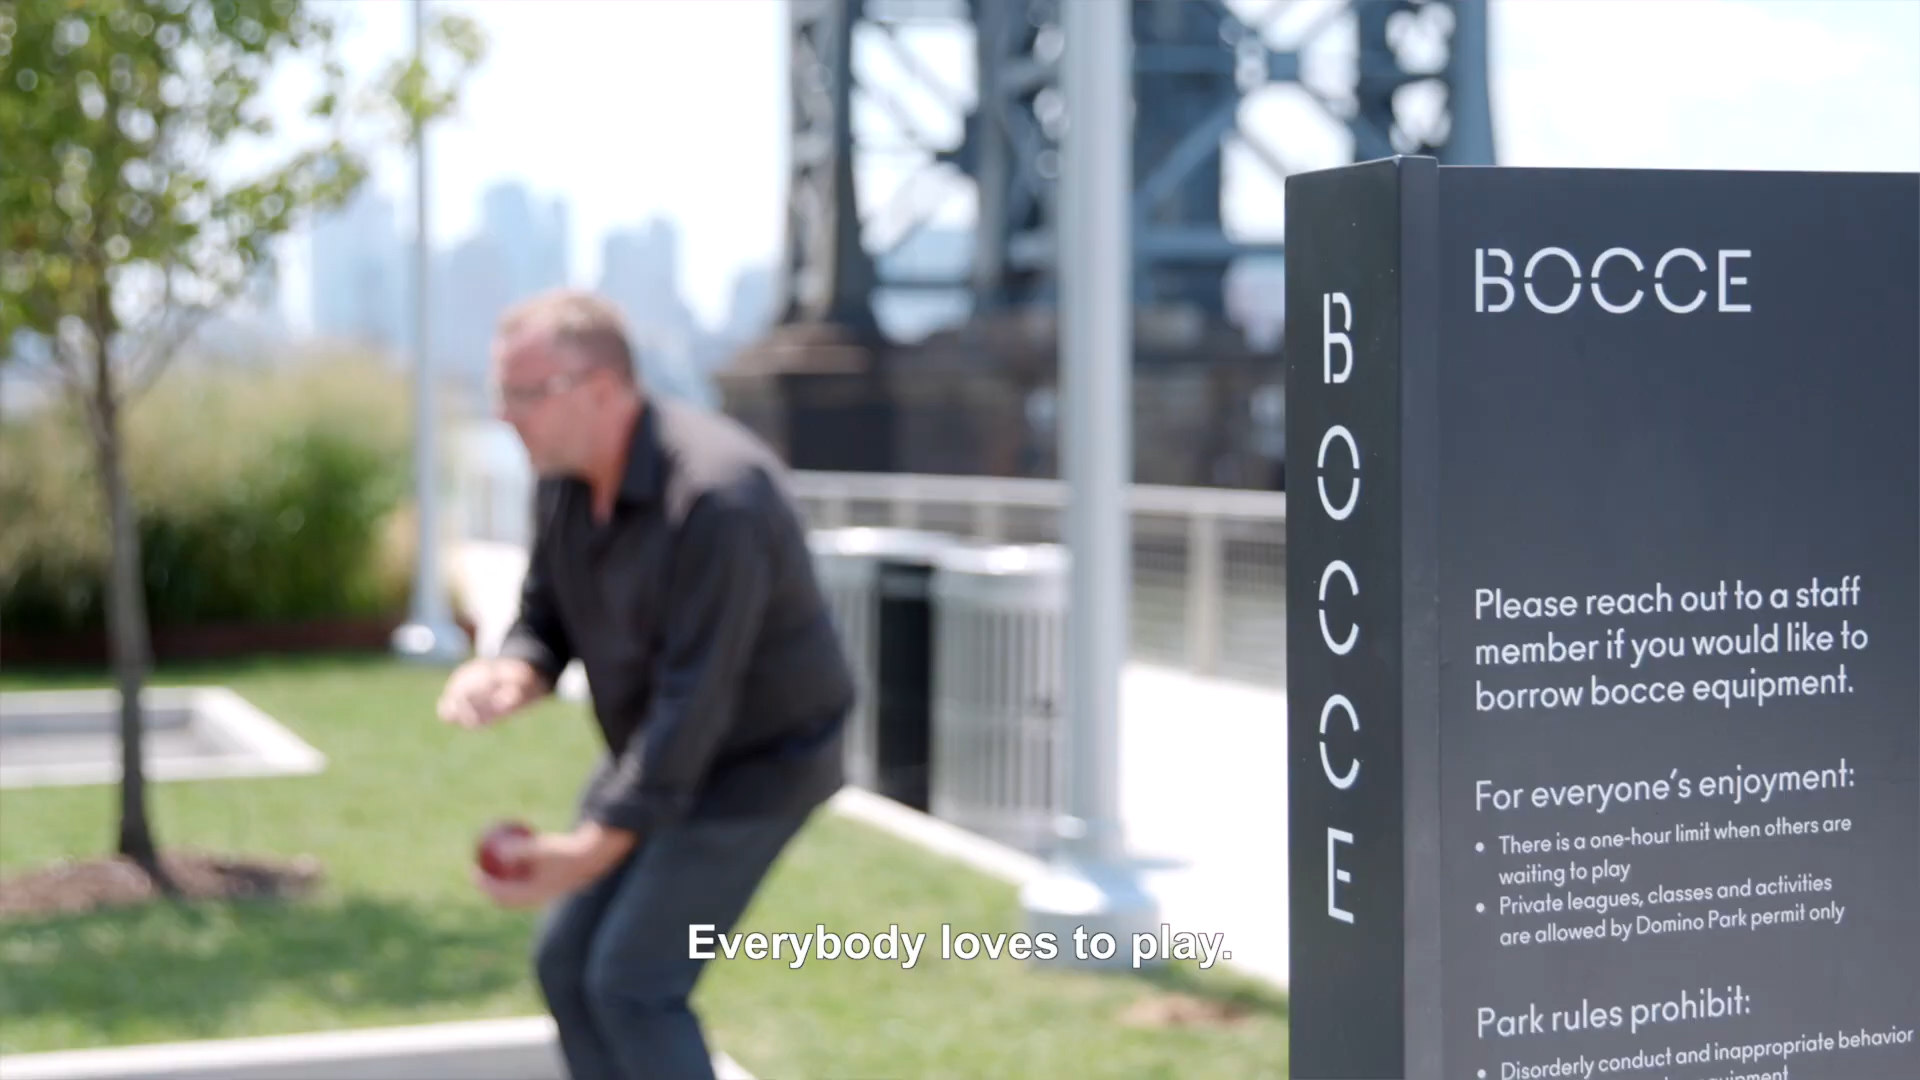 BOCCE
BOCCE
Please reach out to a staff
member if you would like to
borrow bocce equipment.
For everyone's enjoyment:
• There is a one-hour limit when others are
waiting to play
• Private leagues, classes and activities
are allowed by Domino Park permit only
Park rules prohibit:
• Disorderly conduct and inappropriate behavior
Everybody loves to play.